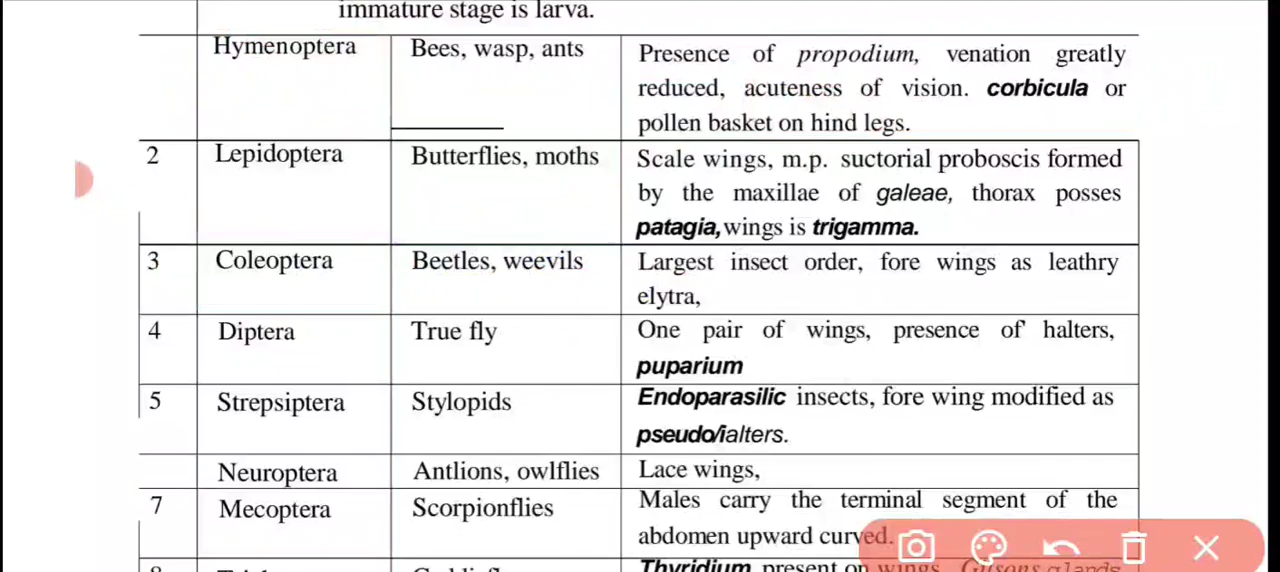 immature stage is larva.
Hymenoptera Bees, wasp, ants Presence of propodium, venation greatly
reduced, acuteness of vision. corbicula or
pollen basket on hind legs.
2 Lepidoptera Butterflies, moths Scale wings, m.p. suctorial proboscis formed
by the maxillae of galeae, thorax posses
patagia, wings is trigamma.
3 Coleoptera Beetles, weevils Largest insect order, fore wings as leathry
elytra,
4 Diptera True fly One pair of wings, presence of halters,
puparium
5 Strepsiptera Stylopids Endoparasilic insects, fore wing modified as
pseudo/ialters.
Neuroptera Antlions, owlflies Lace wings,
7 Mecoptera Scorpionflies Males carry the terminal segment of the
abdomen upward curved.
Thyridium present on wings